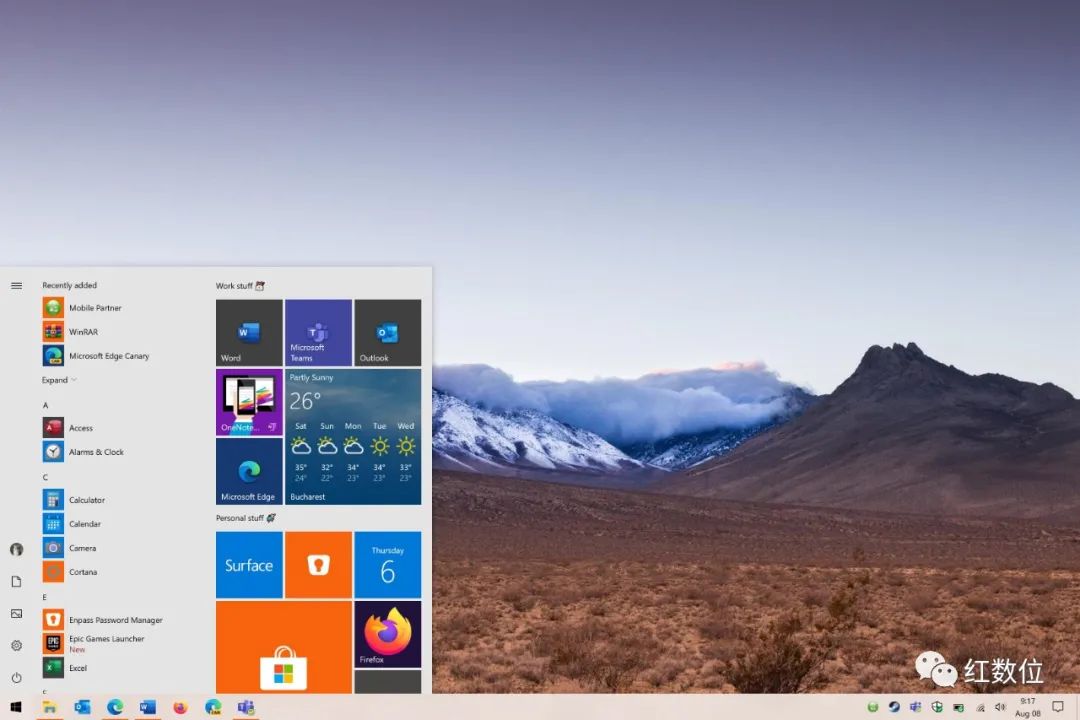 Recently added
Mobile Partner
WinRAR
Microsoft Edge Canary
Expand
A
Access
Alarms & Clock
C
Calculator
Calendar
Camera
Cortana
E
Enpass Password Manager
Epic Games Launcher
New
Excel
Work stuff
Word
Microsoft
Teams
Outlook
OneNote...
Partly Sunny
26°
Sat Sun Mon Tue Wed
35° 32° 34° 34° 33°
24° 22° 23° 23° 23°
Bucharest
Microsoft Edge
Personal stuff
Surface
Thursday
6
Firefox
红数位
9:17
Aug 08